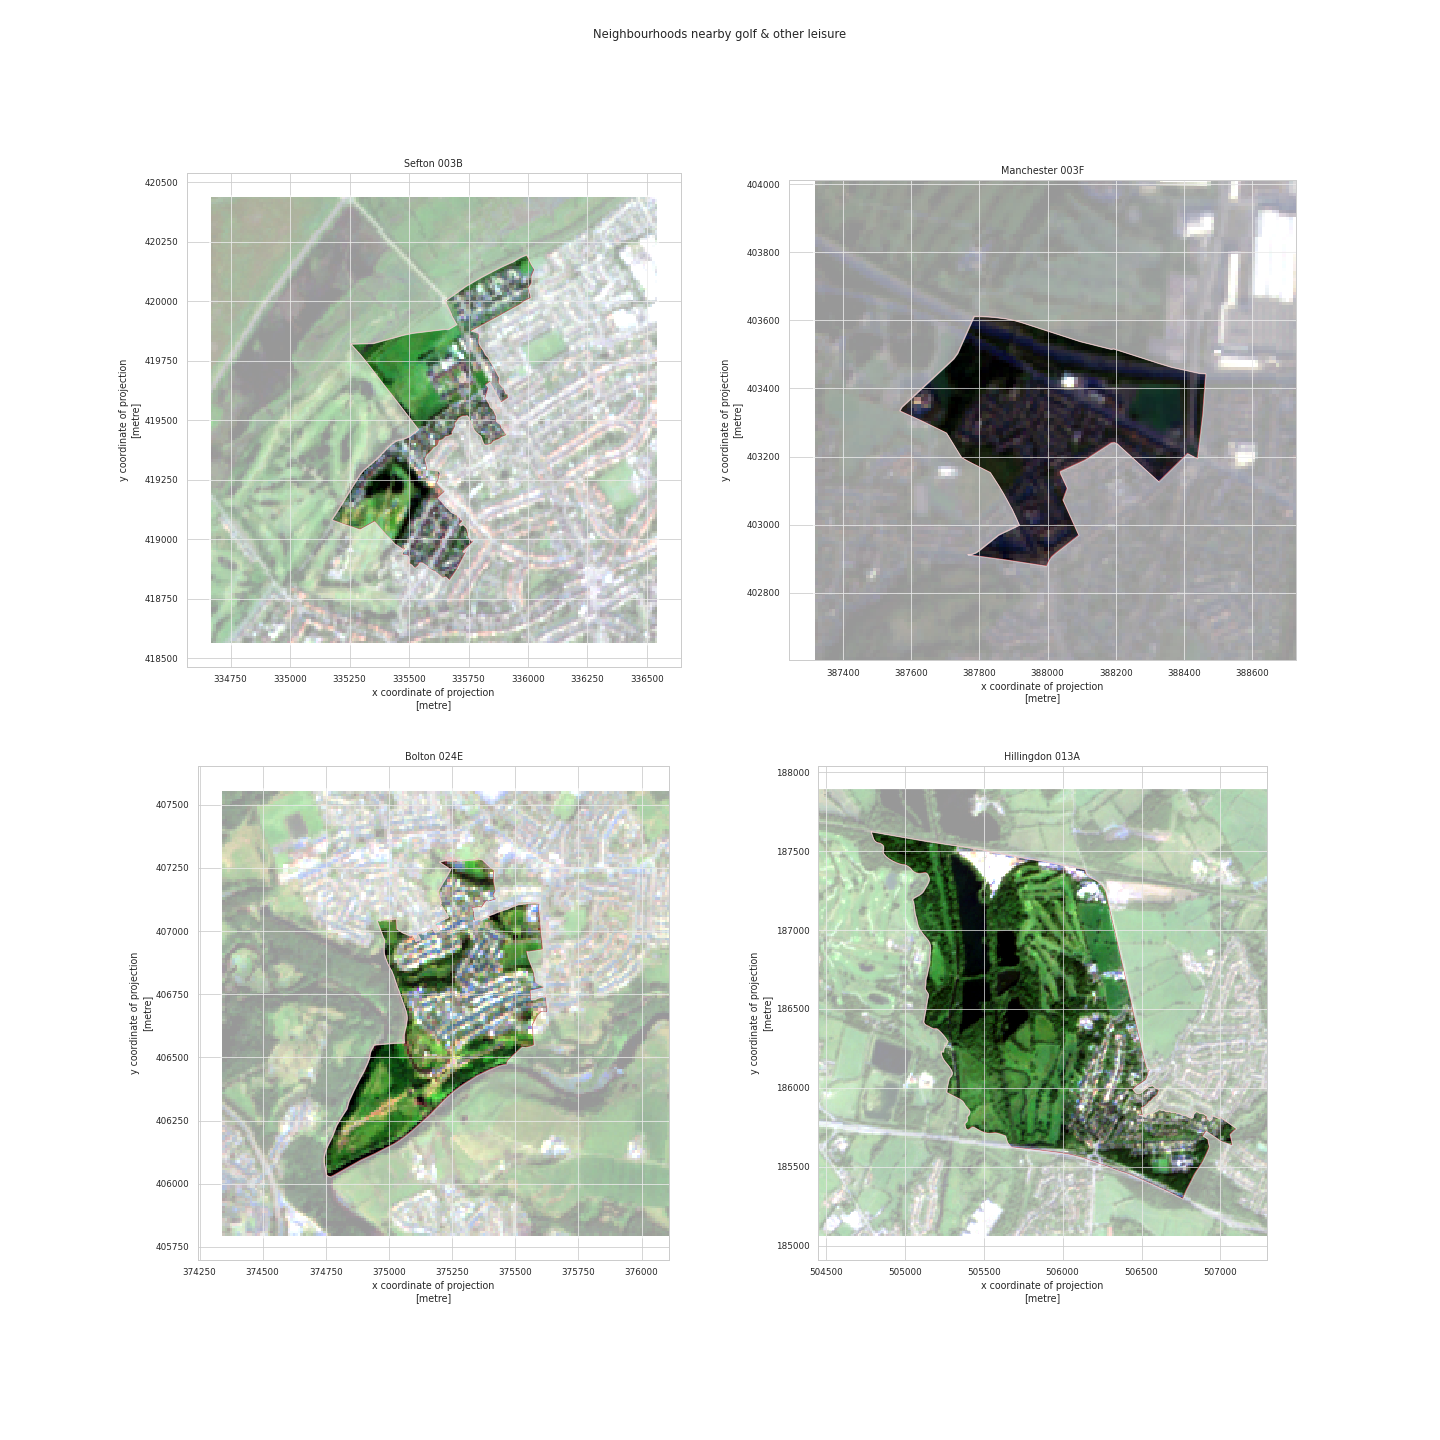 Neighbourhoods nearby golf & other leisure
Sefton 003B
420500
420250
420000
419750
419500
419250
419000
418750
418500
y coordinate of projection
[metre]
334750 335000 335250 335500 335750 336000 336250 336500
x coordinate of projection
[metre]
Manchester 003F
404000
403800
403600
403400
403200
403000
402800
y coordinate of projection
[metre]
387400 387600 387800 388000 388200 388400 388600
x coordinate of projection
[metre]
Bolton 024E
407500
407250
407000
406750
406500
406250
406000
405750
y coordinate of projection
[metre]
374250 374500 374750 375000 375250 375500 375750 376000
x coordinate of projection
[metre]
Hillingdon 013A
188000
187500
187000
186500
186000
185500
185000
y coordinate of projection
[metre]
504500 505000 505500 506000 506500 507000
x coordinate of projection
[metre]